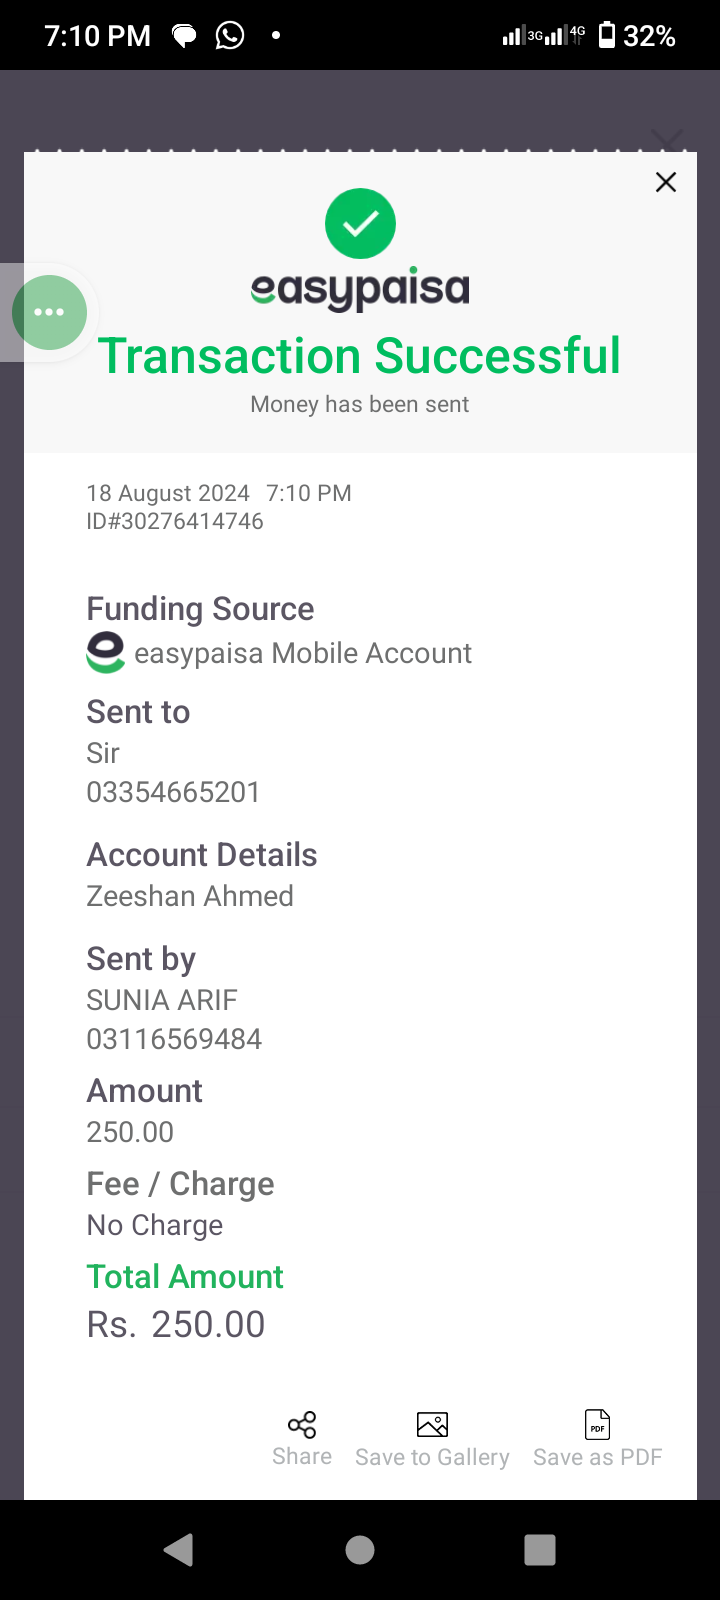 7:10 PM
3G 4G 32%
easypaisa
Transaction Successful
Money has been sent
18 August 2024 7:10 PM
ID#30276414746
Funding Source
easypaisa Mobile Account
Sent to
Sir
03354665201
Account Details
Zeeshan Ahmed
Sent by
SUNIA ARIF
03116569484
Amount
250.00
Fee / Charge
No Charge
Total Amount
Rs. 250.00
PDF
Share Save to Gallery Save as PDF